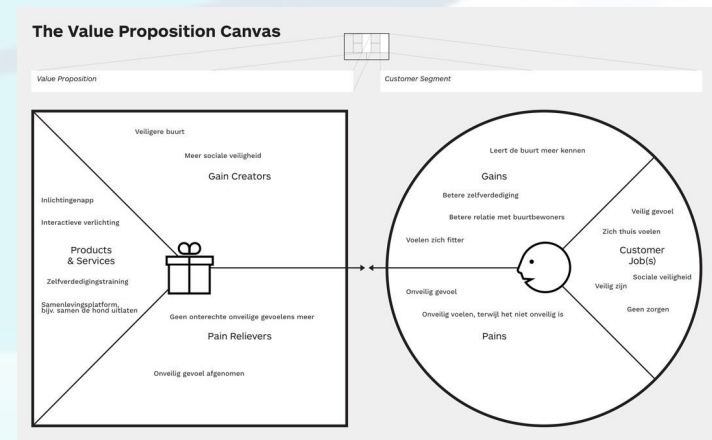 The Value Proposition Canvas
Value Proposition
Customer Segment
Veiligere buurt
Meer sociale veiligheid
Gain Creators
Inlichtingenapp
Interactieve verlichting
Products
& Services
Zelfverdedigingstraining
Samenlevingsplatform,
bijv. samen de hond uitlaten
Geen onterechte onveilige gevoelens meer
Pain Relievers
Onveilig gevoel afgenomen
Leert de buurt meer kennen
Gains
Betere zelfverdediging
Betere relatie met buurtbewoners
Voelen zich fitter
Veilig gevoel
Zich thuis voelen
Customer
Job(s)
Sociale veiligheid
Veilig zijn
Geen zorgen
Onveilig gevoel
Onveilig voelen, terwijl het niet onveilig is
Pains